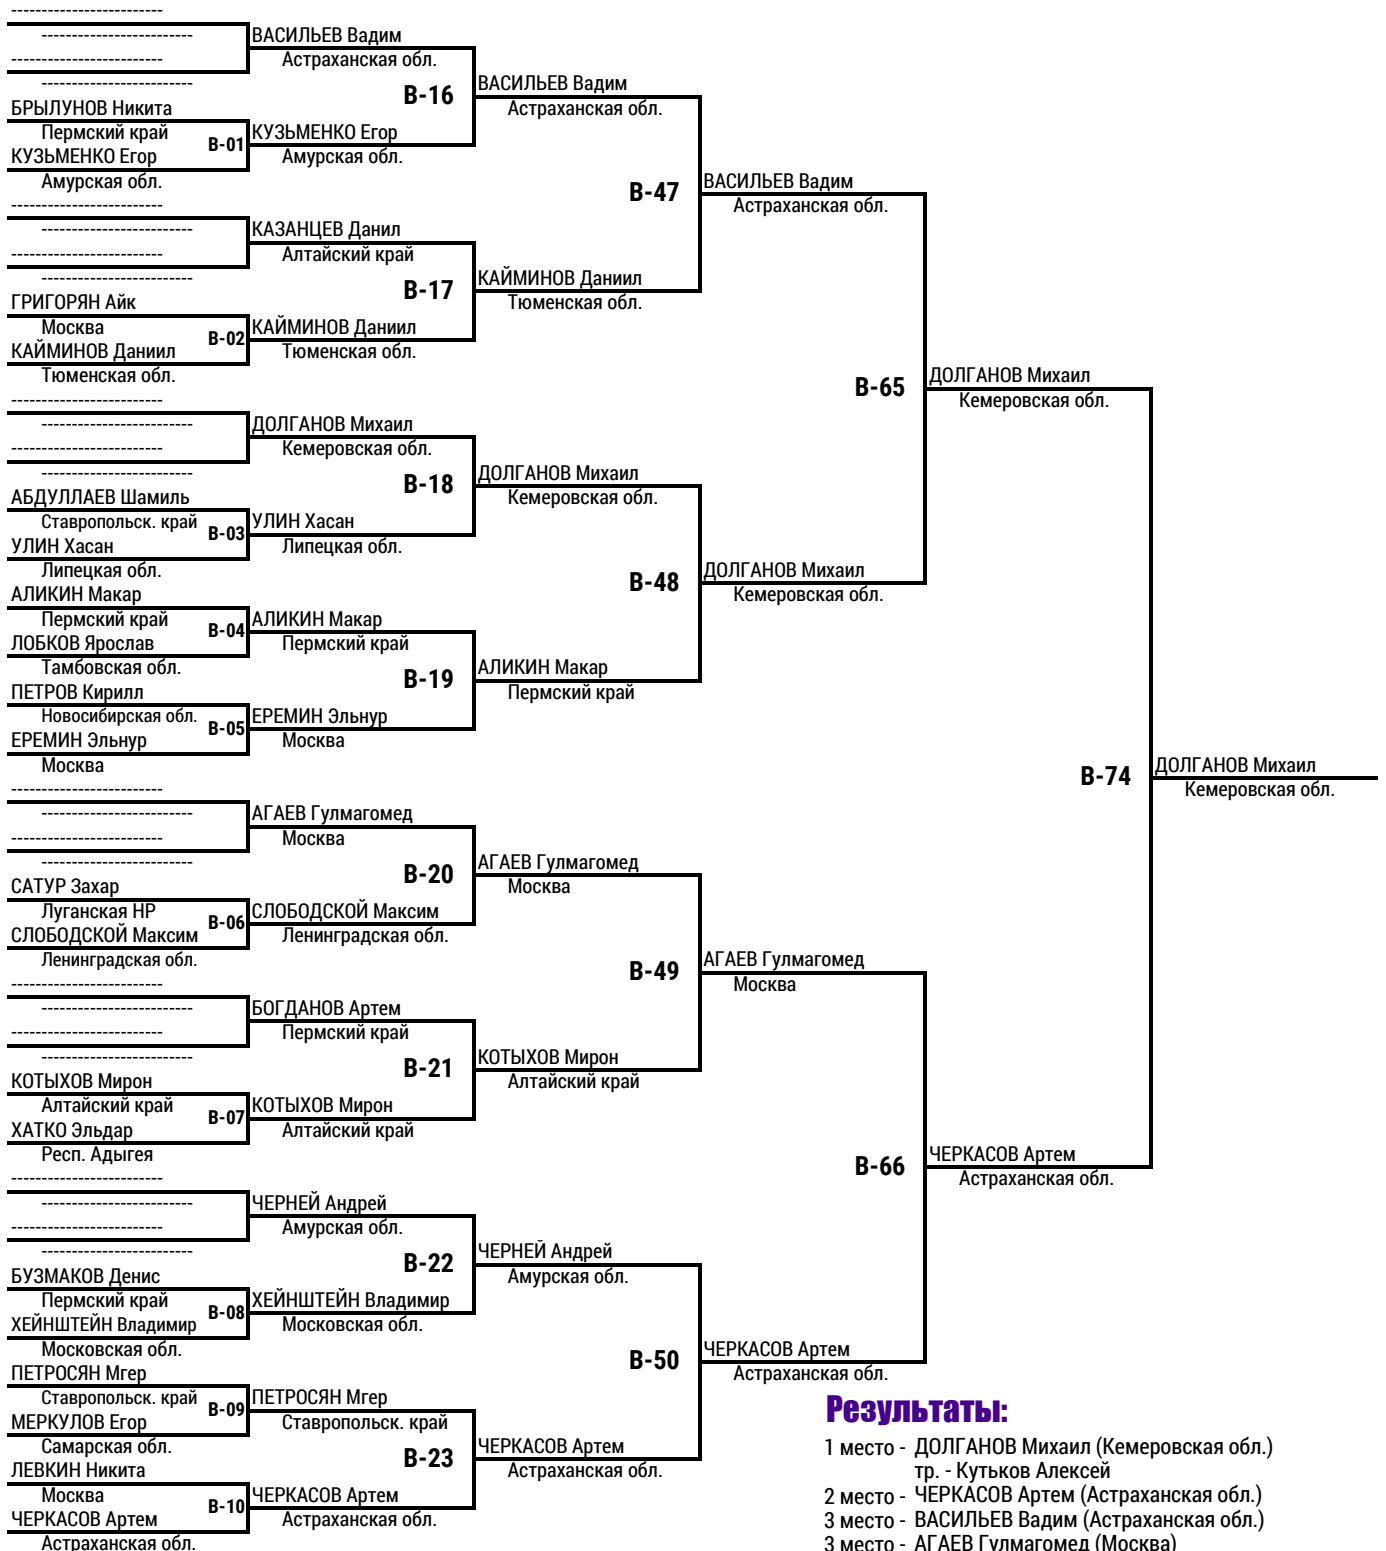 -------------------------
-------------------------
-------------------------
-------------------------
БРЫЛУНОВ Никита
Пермский край
B-01
КУЗЬМЕНКО Егор
Амурская обл.
-------------------------
-------------------------
-------------------------
-------------------------
ГРИГОРЯН Айк
Москва
B-02
КАЙМИНОВ Даниил
Тюменская обл.
-------------------------
-------------------------
-------------------------
-------------------------
АБДУЛЛАЕВ Шамиль
Ставропольск. край
B-03
УЛИН Хасан
Липецкая обл.
АЛИКИН Макар
Пермский край
B-04
ЛОБКОВ Ярослав
Тамбовская обл.
ПЕТРОВ Кирилл
Новосибирская обл.
B-05
ЕРЕМИН Эльнур
Москва
-------------------------
-------------------------
-------------------------
-------------------------
САТУР Захар
Луганская НР
B-06
СЛОБОДСКОЙ Максим
Ленинградская обл.
-------------------------
-------------------------
-------------------------
-------------------------
КОТЫХОВ Мирон
Алтайский край
B-07
ХАТКО Эльдар
Респ. Адыгея
-------------------------
-------------------------
-------------------------
-------------------------
БУЗМАКОВ Денис
Пермский край
B-08
ХЕЙНШТЕЙН Владимир
Московская обл.
ПЕТРОСЯН Мгер
Ставропольск. край
B-09
МЕРКУЛОВ Егор
Самарская обл.
ЛЕВКИН Никита
Москва
B-10
ЧЕРКАСОВ Артем
Астраханская обл.
ВАСИЛЬЕВ Вадим
Астраханская обл.
B-16
КУЗЬМЕНКО Егор
Амурская обл.
КАЗАНЦЕВ Данил
Алтайский край
B-17
КАЙМИНОВ Даниил
Тюменская обл.
ДОЛГАНОВ Михаил
Кемеровская обл.
B-18
УЛИН Хасан
Липецкая обл.
АЛИКИН Макар
Пермский край
B-19
ЕРЕМИН Эльнур
Москва
АГАЕВ Гулмагомед
Москва
B-20
СЛОБОДСКОЙ Максим
Ленинградская обл.
БОГДАНОВ Артем
Пермский край
B-21
КОТЫХОВ Мирон
Алтайский край
ЧЕРНЕЙ Андрей
Амурская обл.
B-22
ХЕЙНШТЕЙН Владимир
Московская обл.
ПЕТРОСЯН Мгер
Ставропольск. край
B-23
ЧЕРКАСОВ Артем
Астраханская обл.
ВАСИЛЬЕВ Вадим
Астраханская обл.
B-47
КАЙМИНОВ Даниил
Тюменская обл.
ДОЛГАНОВ Михаил
Кемеровская обл.
B-48
АЛИКИН Макар
Пермский край
АГАЕВ Гулмагомед
Москва
B-49
КОТЫХОВ Мирон
Алтайский край
ЧЕРНЕЙ Андрей
Амурская обл.
B-50
ЧЕРКАСОВ Артем
Астраханская обл.
ВАСИЛЬЕВ Вадим
Астраханская обл.
B-65
ДОЛГАНОВ Михаил
Кемеровская обл.
АГАЕВ Гулмагомед
Москва
B-66
ЧЕРКАСОВ Артем
Астраханская обл.
ДОЛГАНОВ Михаил
Кемеровская обл.
B-74
ЧЕРКАСОВ Артем
Астраханская обл.
ДОЛГАНОВ Михаил
Кемеровская обл.
Результаты:
1 место - ДОЛГАНОВ Михаил (Кемеровская обл.)
тр. - Кутьков Алексей
2 место - ЧЕРКАСОВ Артем (Астраханская обл.)
3 место - ВАСИЛЬЕВ Вадим (Астраханская обл.)
3 место - АГАЕВ Гулмагомед (Москва)